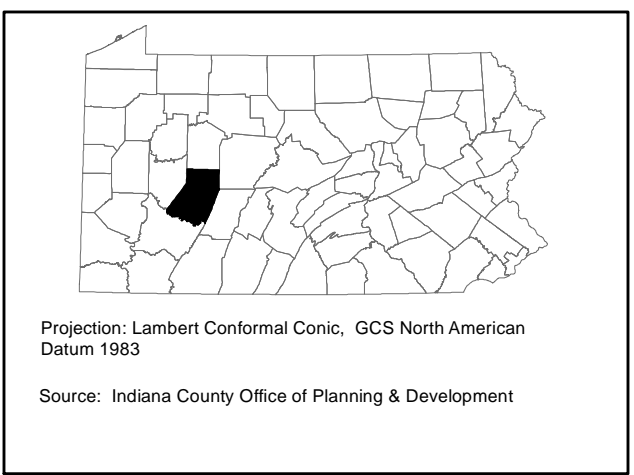 Projection: Lambert Conformal Conic,  GCS North American
Datum 1983
Source:  Indiana County Office of Planning & Development